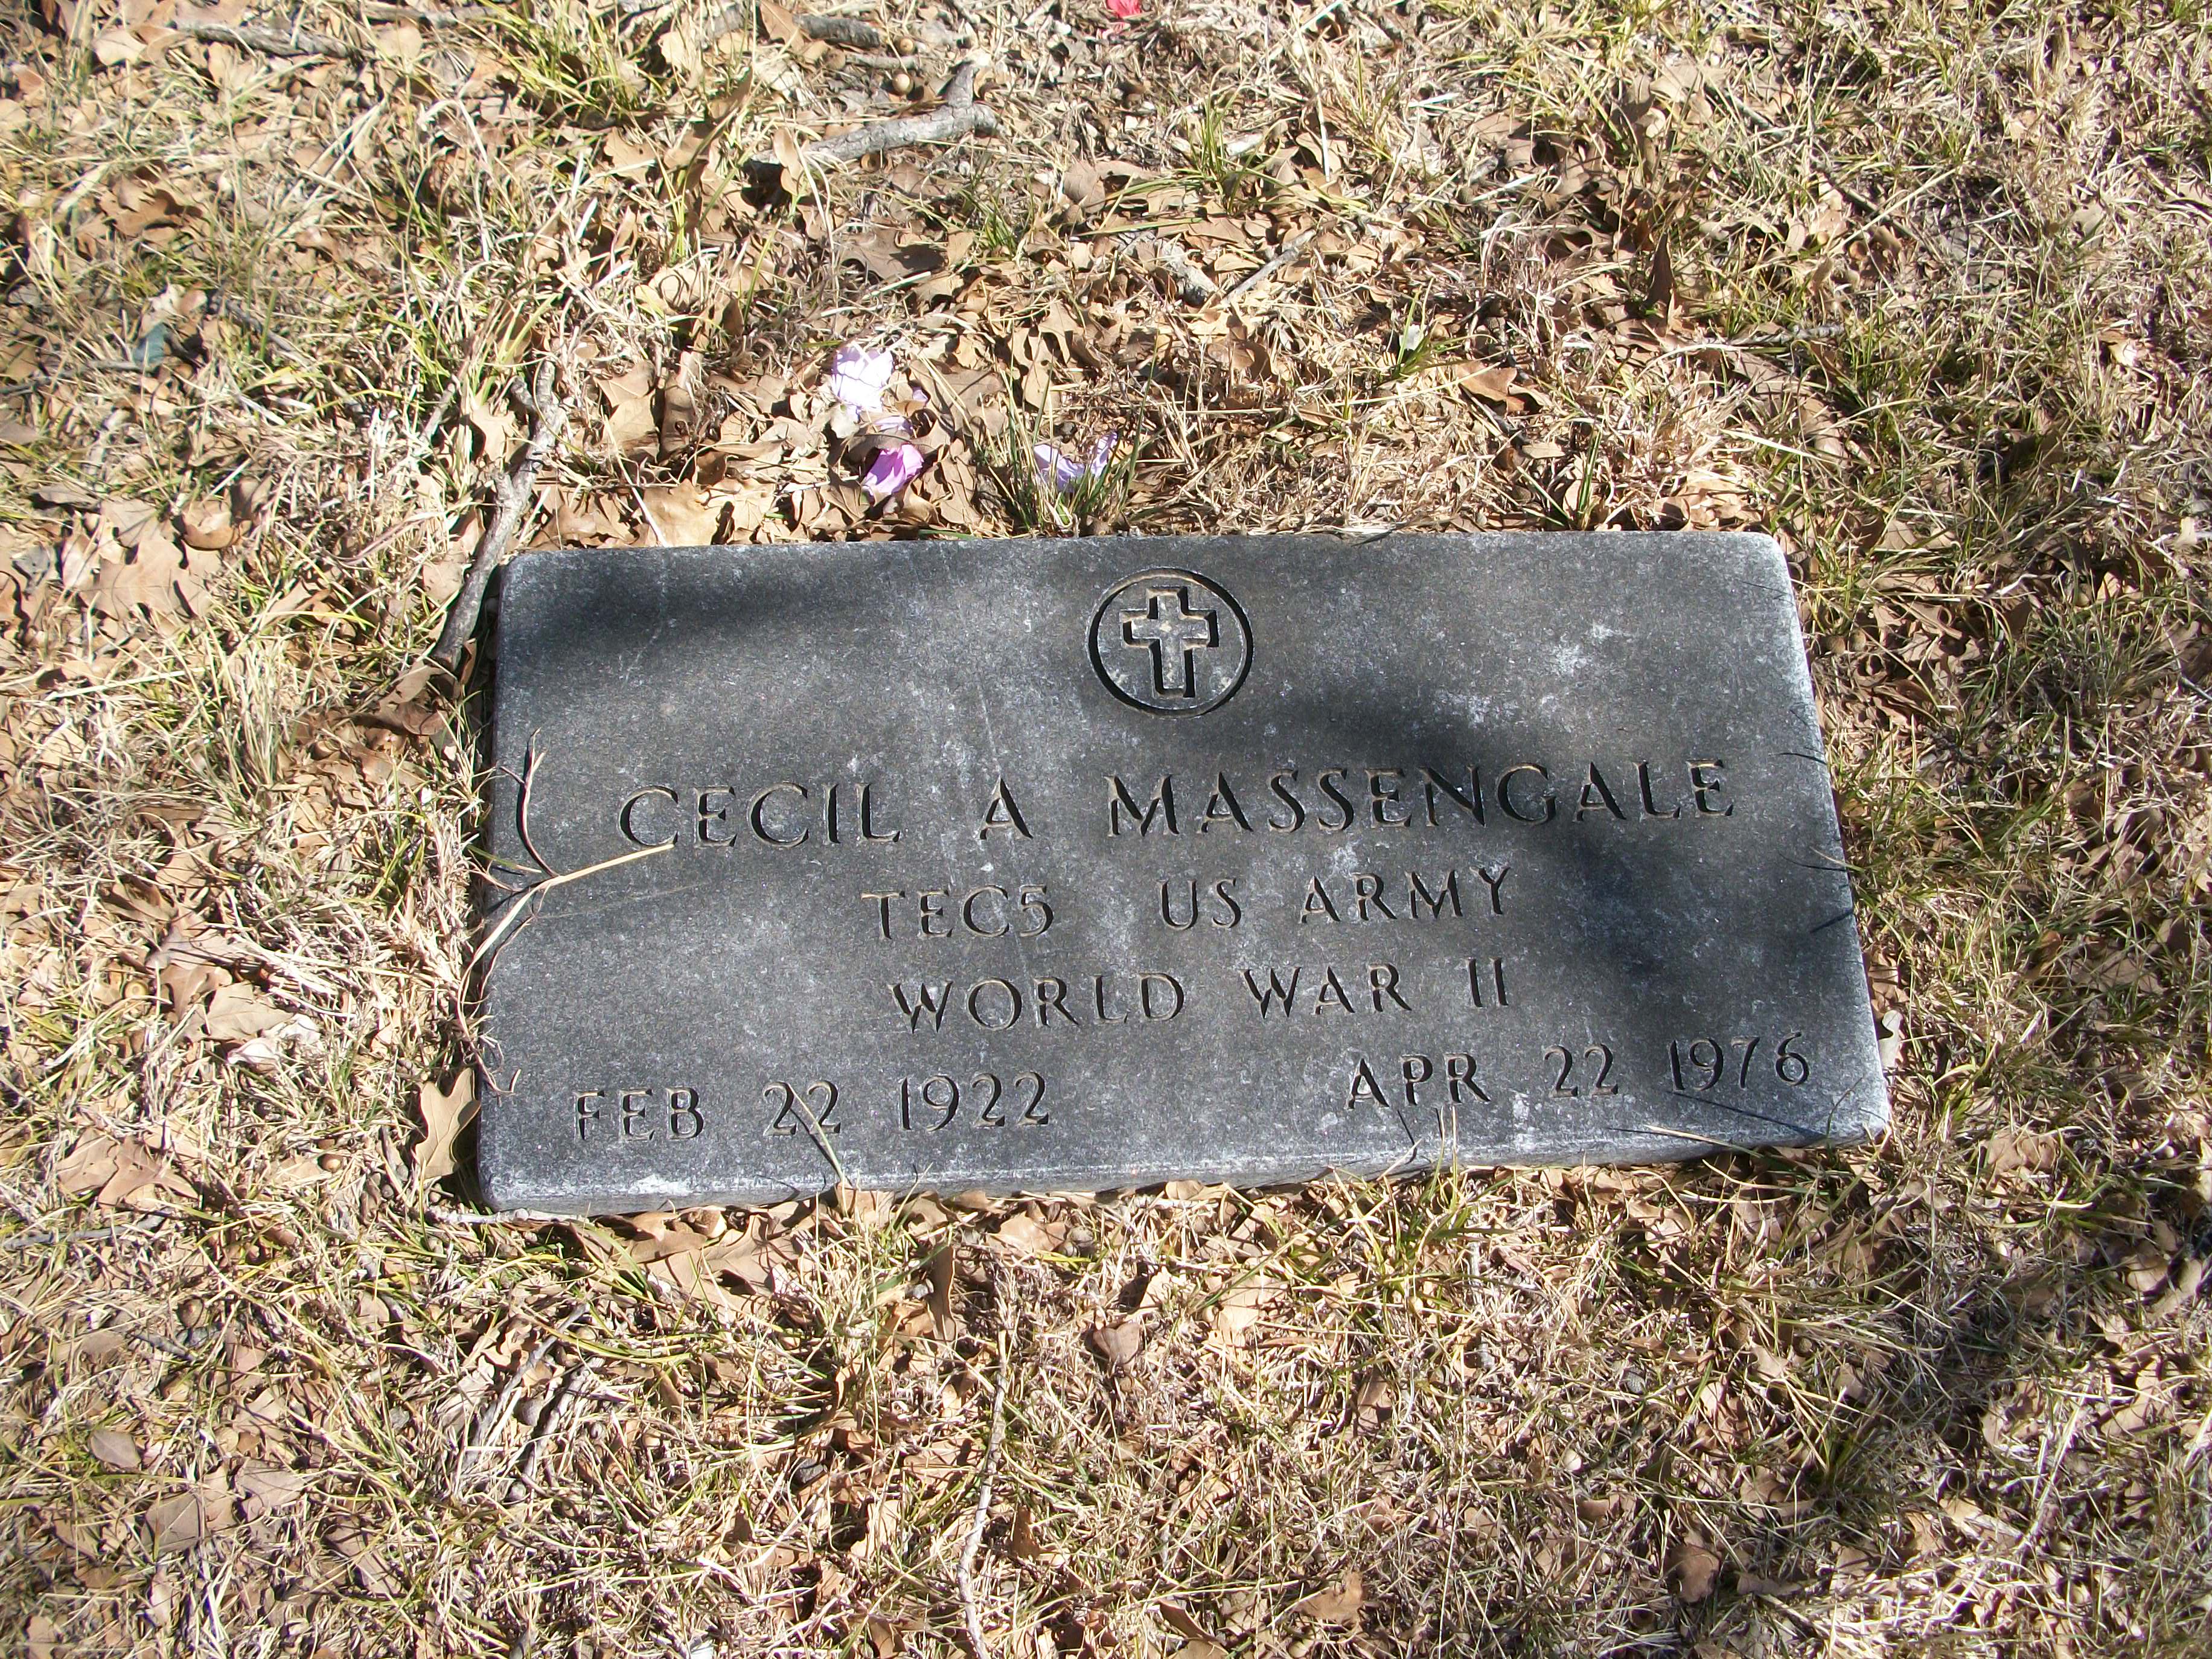 CECIL A MASSENGALE
TEC5 US ARMY
WORLD WAR II
FEB 22 1922 APR 22 1976